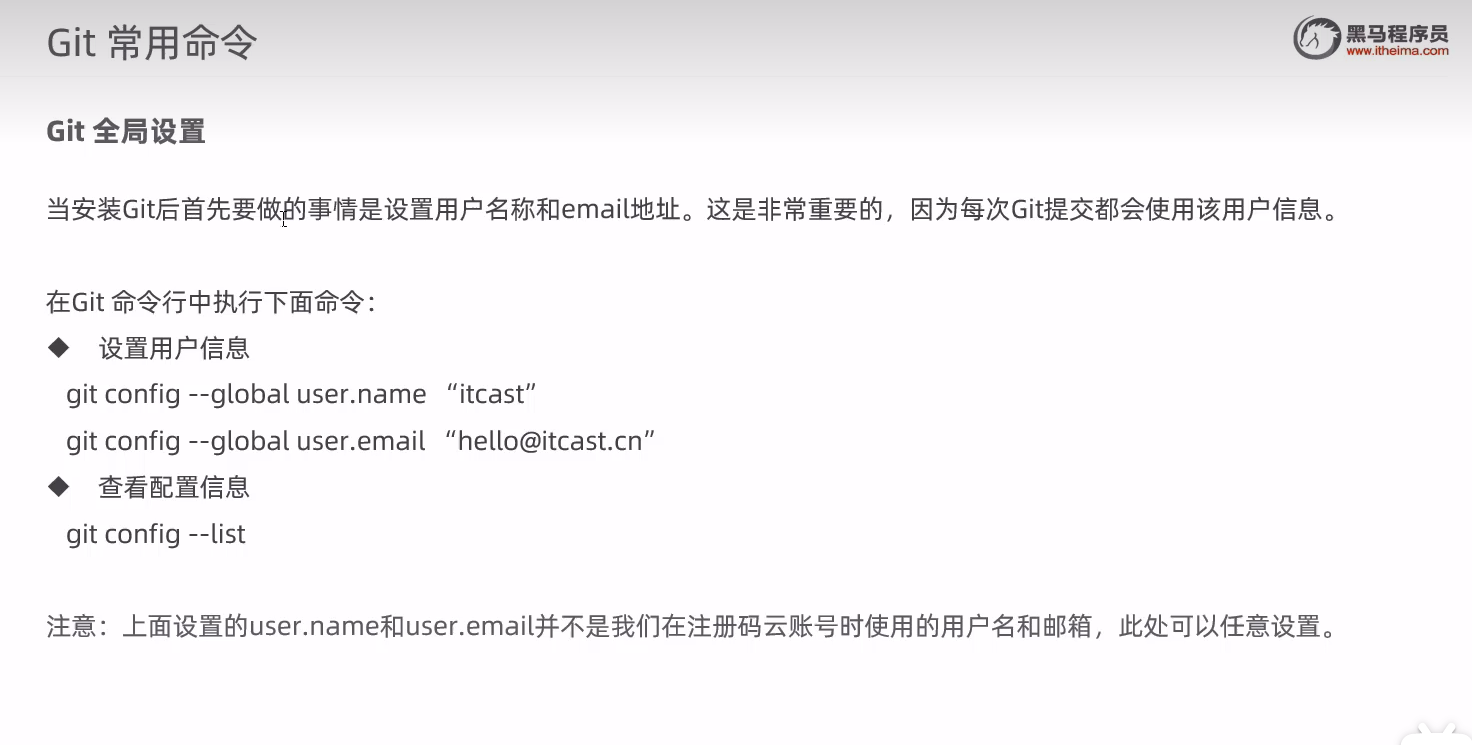 Git 常用命令
黑马程序员
www.itheima.com
Git 全局设置
当安装Git后首先要做的事情是设置用户名称和email地址。这是非常重要的，因为每次Git提交都会使用该用户信息。
在Git 命令行中执行下面命令：
◆ 设置用户信息
git config --global user.name “itcast”
git config --global user.email “hello@itcast.cn”
◆ 查看配置信息
git config --list
注意：上面设置的user.name和user.email并不是我们在注册码云账号时使用的用户名和邮箱，此处可以任意设置。